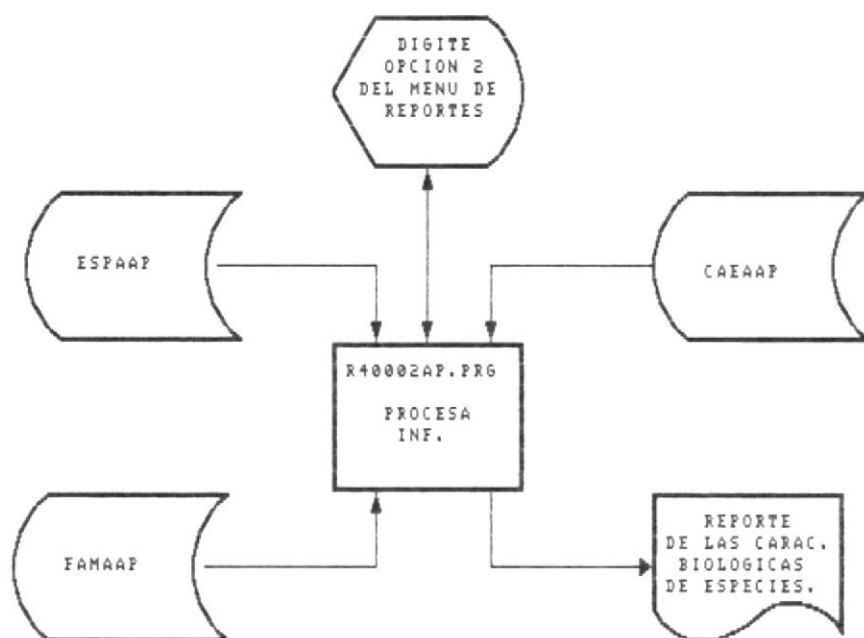 DIGITE
OPCION 2
DEL MENU DE
REPORTES
ESPAAP
CAEAAP
R40002AP.PRG
PROCESA
INF.
FAMAAP
REPORTE
DE LAS CARAC.
BIOLOGICAS
DE ESPECIES.